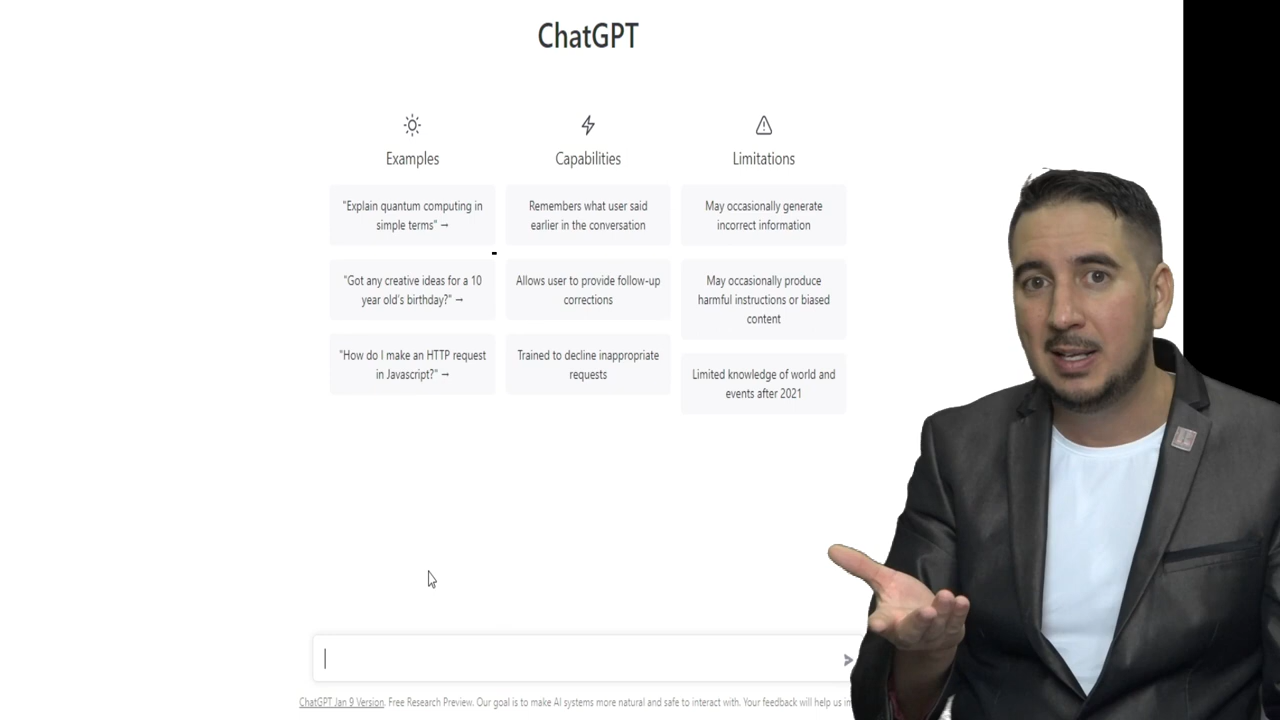 ChatGPT
Examples
Capabilities
Limitations
"Explain quantum computing in
simple terms" →
Remembers what user said
earlier in the conversation
May occasionally generate
incorrect information
"Got any creative ideas for a 10
year old's birthday?" →
Allows user to provide follow-up
corrections
May occasionally produce
harmful instructions or biased
content
"How do I make an HTTP request
in Javascript?" →
Trained to decline inappropriate
requests
Limited knowledge of world and
events after 2021
ChatGPT Jan 9 Version. Free Research Preview. Our goal is to make AI systems more natural and safe to interact with. Your feedback will help us